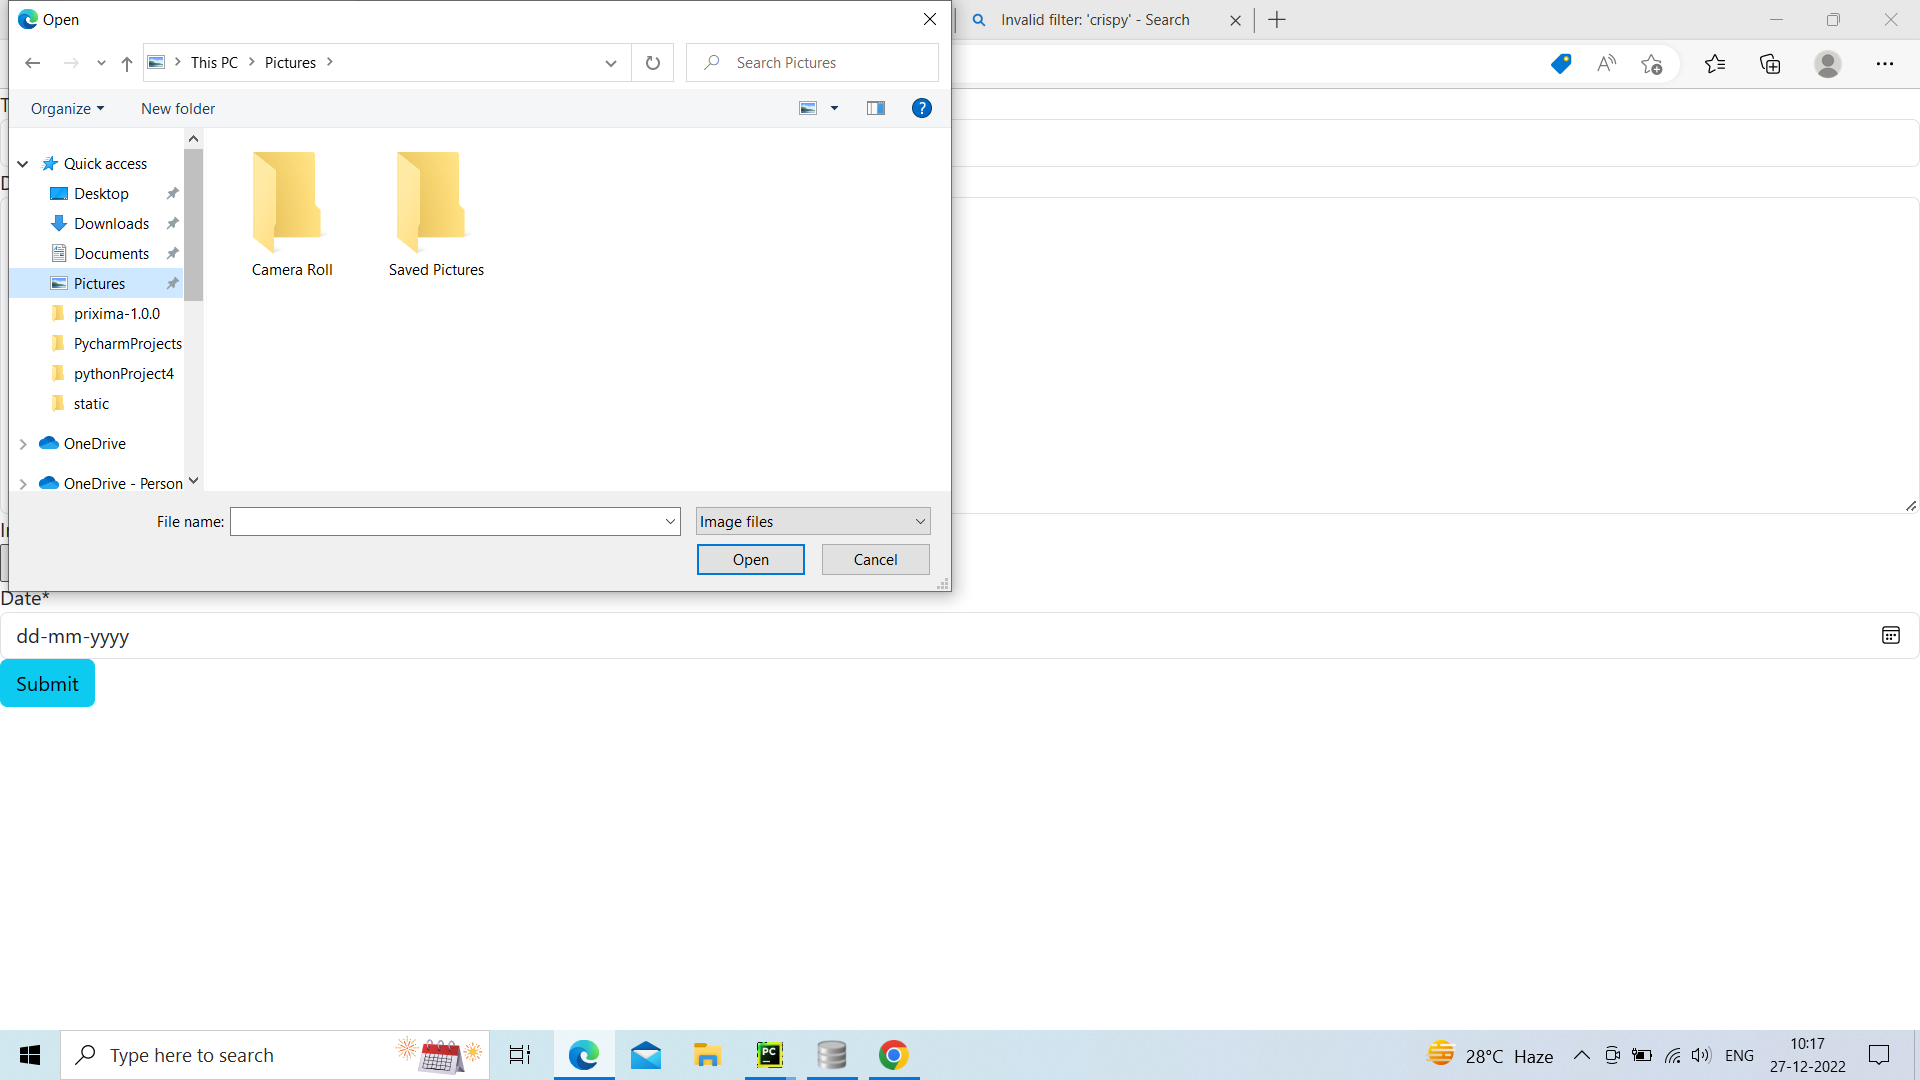 Open
Invalid filter: 'crispy' - Search
This PC
Pictures
Search Pictures
Organize
New folder
Quick access
Desktop
Downloads
Documents
Pictures
prixima-1.0.0
PycharmProjects
pythonProject4
static
OneDrive
OneDrive - Person
Camera Roll
Saved Pictures
File name:
Image files
Open
Cancel
Date*
dd-mm-yyyy
Submit
Type here to search
PC
28°C Haze
ENG
10:17
27-12-2022